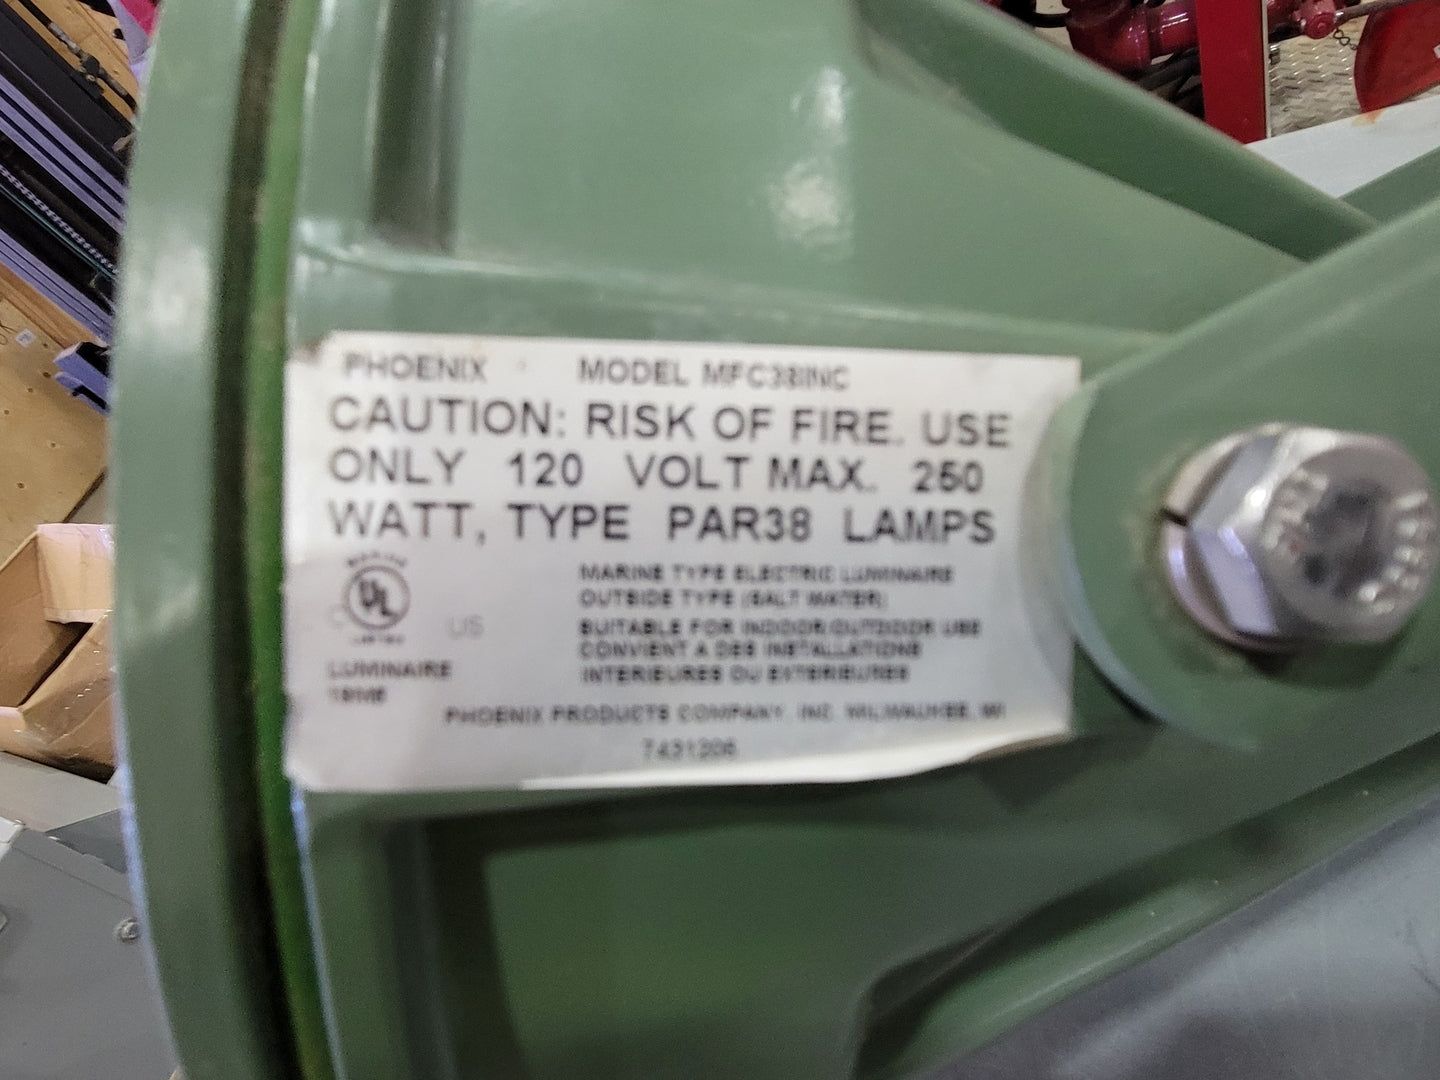 PHOENIX MODEL MFC38INC
CAUTION: RISK OF FIRE. USE
ONLY 120 VOLT MAX. 250
WATT, TYPE PAR38 LAMPS
UL
US
LUMINAIRE
MARINE TYPE ELECTRIC LUMINAIRE
OUTSIDE TYPE (SALT WATER)
SUITABLE FOR INDOOR/OUTDOOR USE
CONVIENT A DES INSTALLATIONS
INTERIEURES OU EXTERIEURES
PHOENIX PRODUCTS COMPANY, INC. MILWAUKEE, WI
7431206